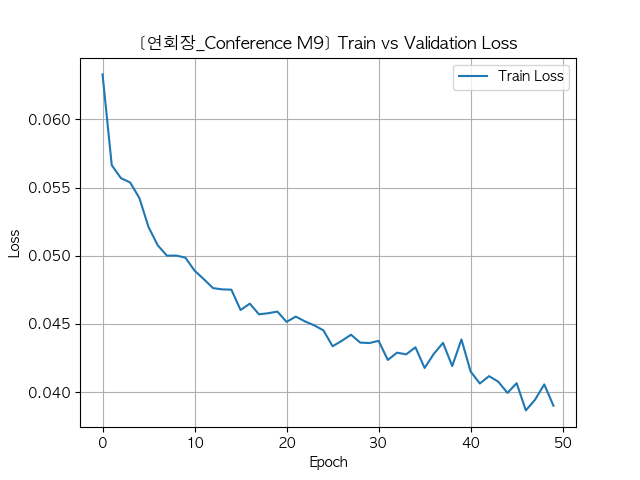 [연회장_Conference M9] Train vs Validation Loss
Train Loss
0.060
0.055
0.050
0.045
0.040
Loss
0 10 20 30 40 50
Epoch